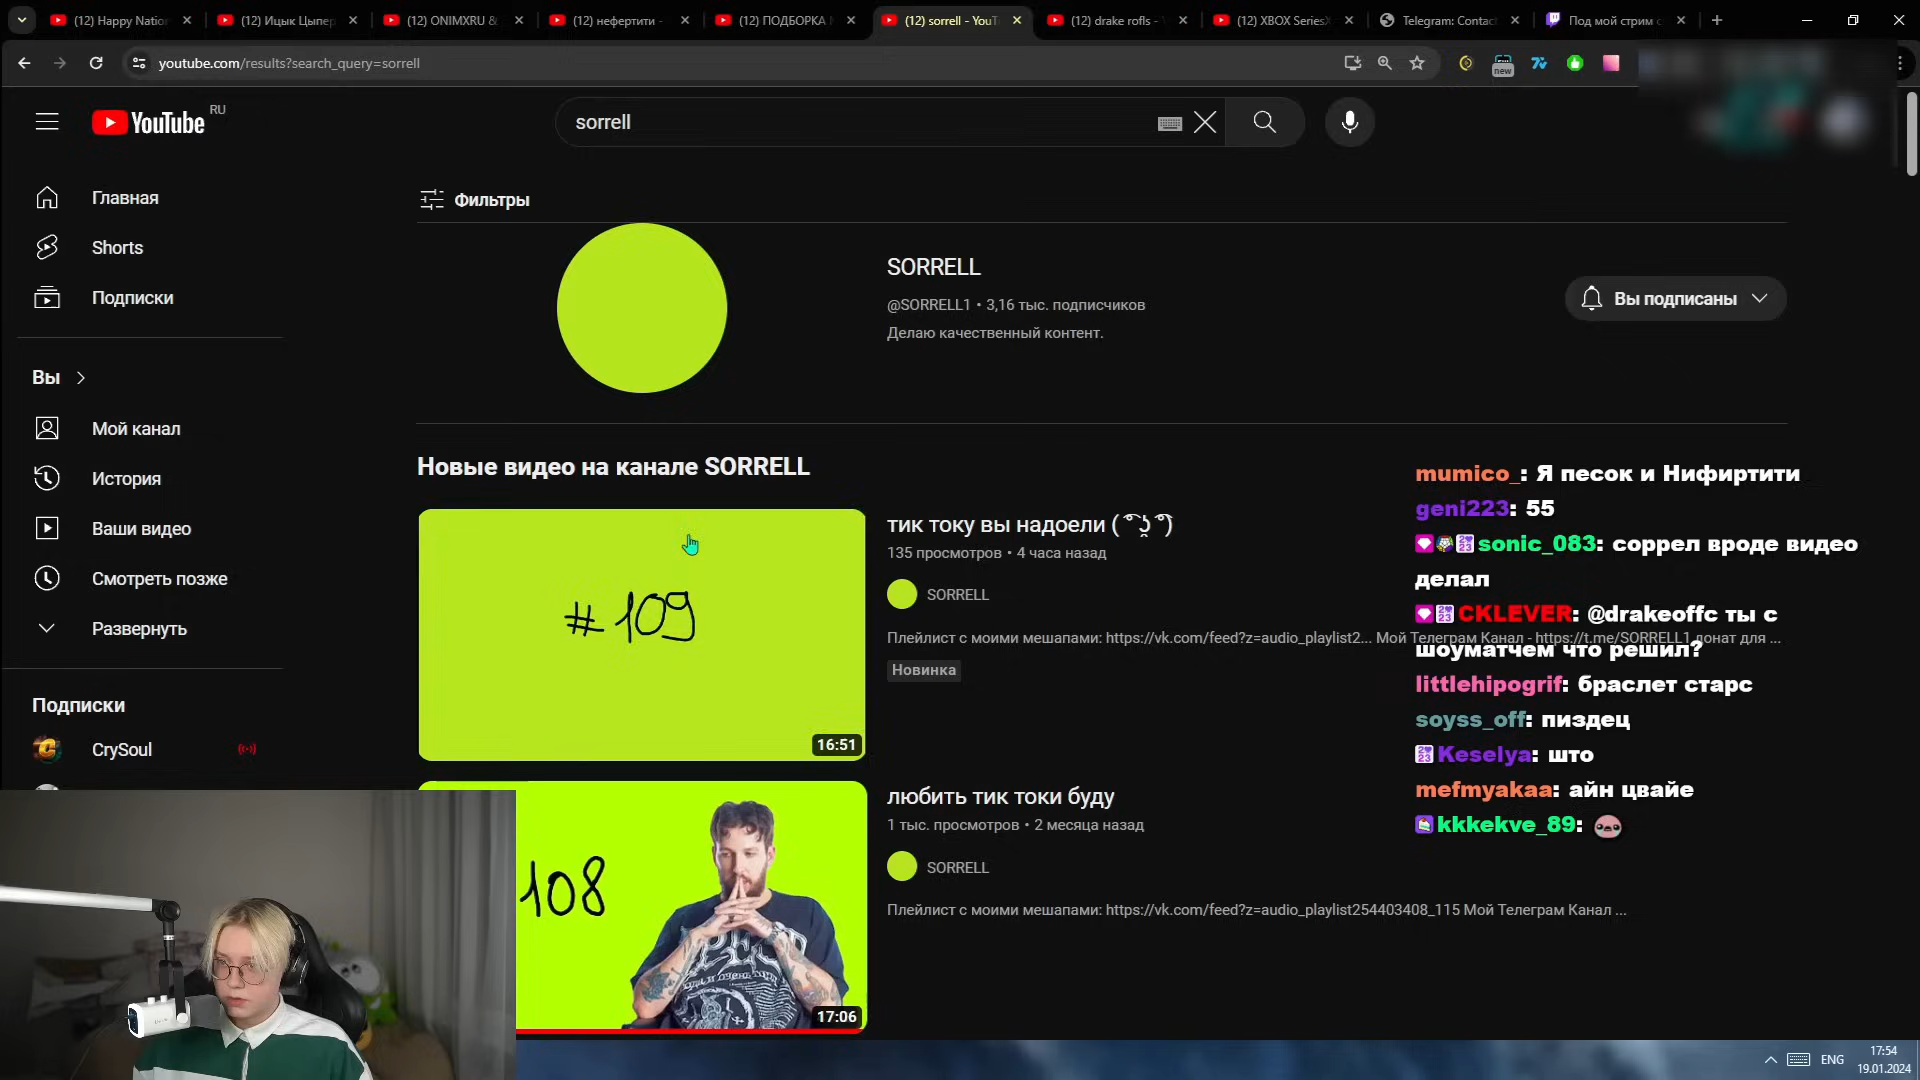 (12) Happy Nation
(12) Ицык Цыпер
(12) ONIMXRU &
(12) нефертити -
(12) ПОДБОРКА
(12) sorrell - YouT
(12) drake rofls -
(12) XBOX Series
Telegram: Contac
Под мой стрим с
youtube.com/results?search_query=sorrell
new
YouTube RU
sorrell
Главная
Shorts
Подписки
Вы
Мой канал
История
Ваши видео
Смотреть позже
Развернуть
Подписки
CrySoul
Фильтры
SORRELL
@SORRELL1 • 3,16 тыс. подписчиков
Делаю качественный контент.
Вы подписаны
Новые видео на канале SORRELL
#109
16:51
тик току вы надоели ( ͡° ͜ʖ ͡°)
135 просмотров • 4 часа назад
SORRELL
Плейлист с моими мешапами: https://vk.com/feed?z=audio_playlist2... Мой Телеграм Канал - https://t.me/SORRELL1 донат для ...
Новинка
108
17:06
любить тик токи буду
1 тыс. просмотров • 2 месяца назад
SORRELL
Плейлист с моими мешапами: https://vk.com/feed?z=audio_playlist254403408_115 Мой Телеграм Канал ...
mumico_: Я песок и Нифиртити
geni223: 55
sonic_083: соррел вроде видео
делал
CKLEVER: @drakeoffc ты с
шоуматчем что решил?
littlehipogrif: браслет старс
soyss_off: пиздец
Keselya: што
mefmyakaa: айн цвайе
kkkekve_89:
ENG
17:54
19.01.2024